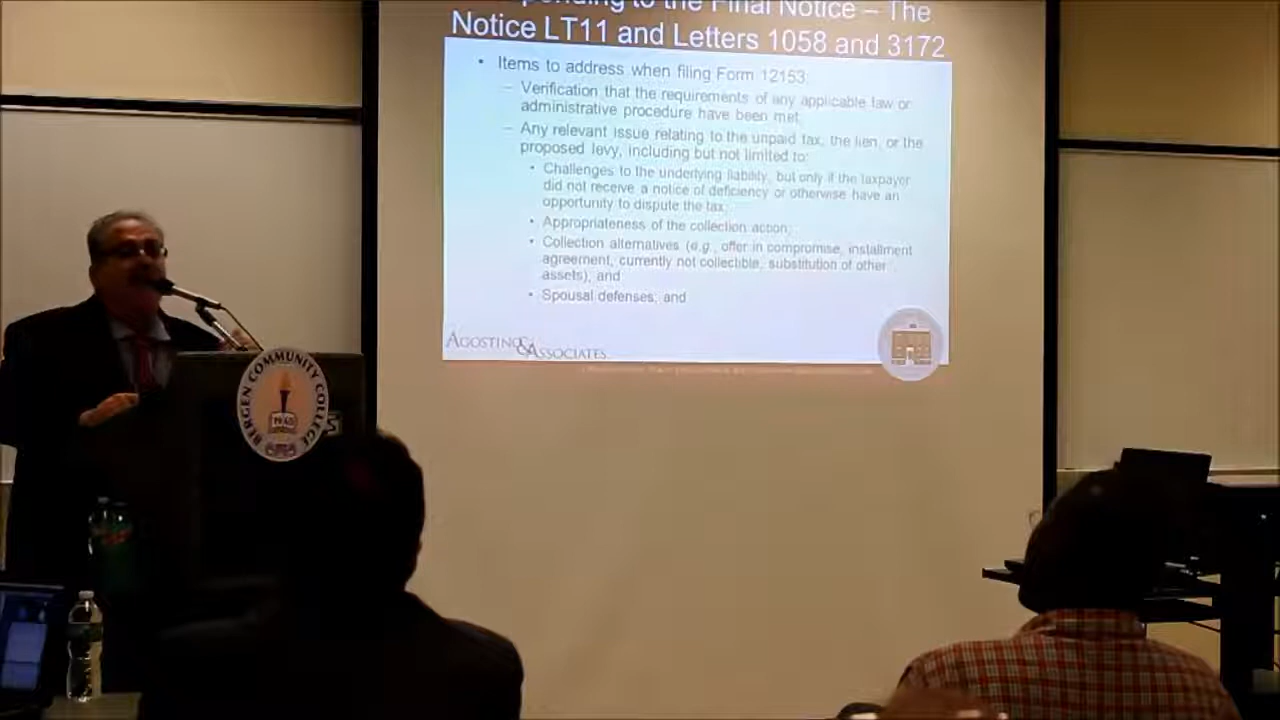 to the Final Notice – The
Notice LT11 and Letters 1058 and 3172
• Items to address when filing Form 12153:
– Verification that the requirements of any applicable law or
administrative procedure have been met;
– Any relevant issue relating to the unpaid tax, the lien, or the
proposed levy, including but not limited to:
• Challenges to the underlying liability, but only if the taxpayer
did not receive a notice of deficiency or otherwise have an
opportunity to dispute the tax;
• Appropriateness of the collection action;
• Collection alternatives (e.g., offer in compromise, installment
agreement, currently not collectible, substitution of other
assets); and
• Spousal defenses; and
AGOSTINO & ASSOCIATES
BERGEN COMMUNITY COLLEGE